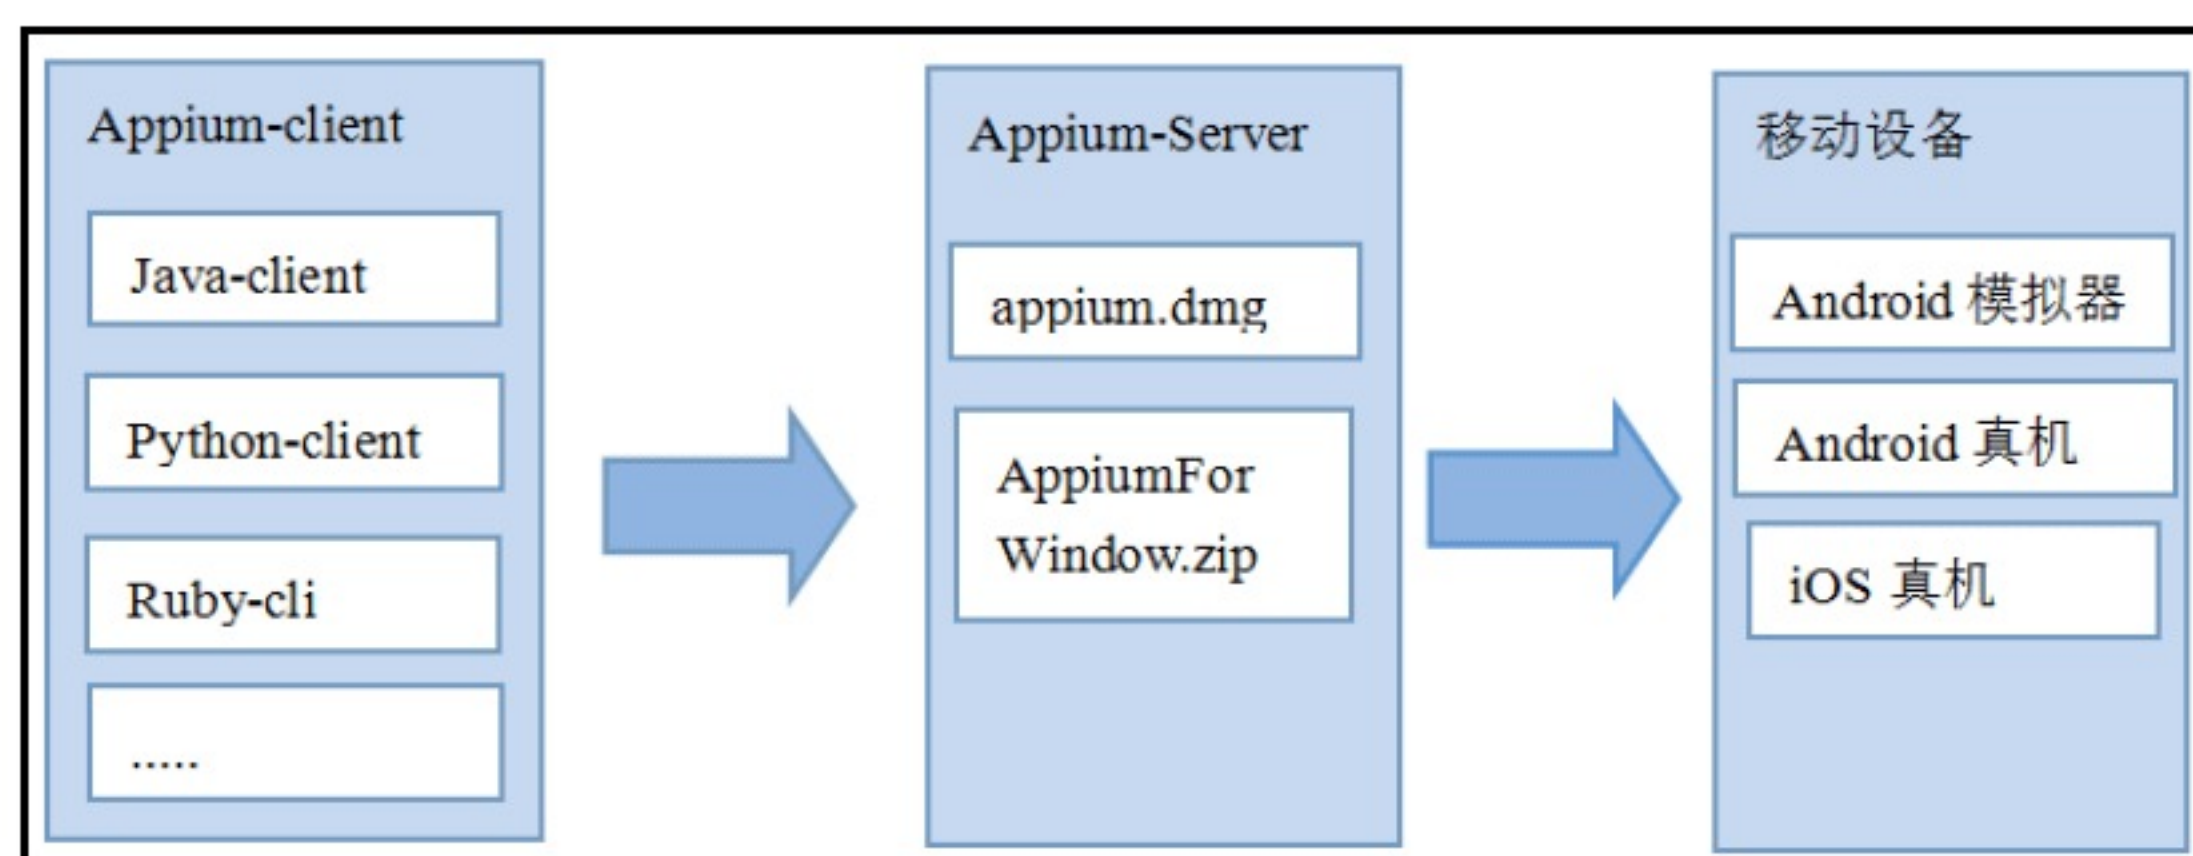 Appium-client
Java-client
Python-client
Ruby-cli
.....
Appium-Server
appium.dmg
AppiumFor
Window.zip
移动设备
Android 模拟器
Android 真机
iOS 真机